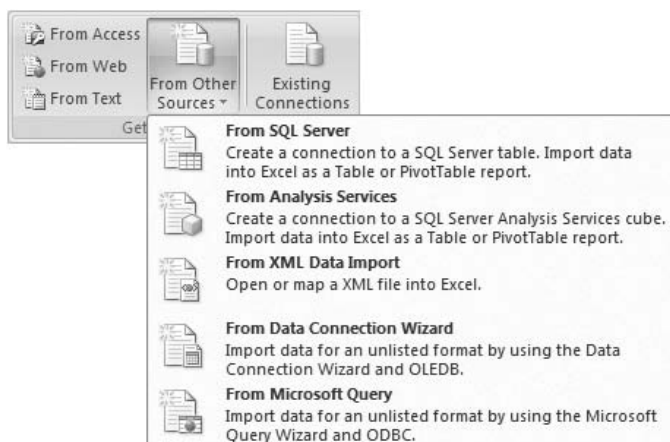 From Access
From Web
From Text
From Other
Sources
Existing
Connections
Get
From SQL Server
Create a connection to a SQL Server table. Import data
into Excel as a Table or PivotTable report.
From Analysis Services
Create a connection to a SQL Server Analysis Services cube.
Import data into Excel as a Table or PivotTable report.
From XML Data Import
Open or map a XML file into Excel.
From Data Connection Wizard
Import data for an unlisted format by using the Data
Connection Wizard and OLEDB.
From Microsoft Query
Import data for an unlisted format by using the Microsoft
Query Wizard and ODBC.